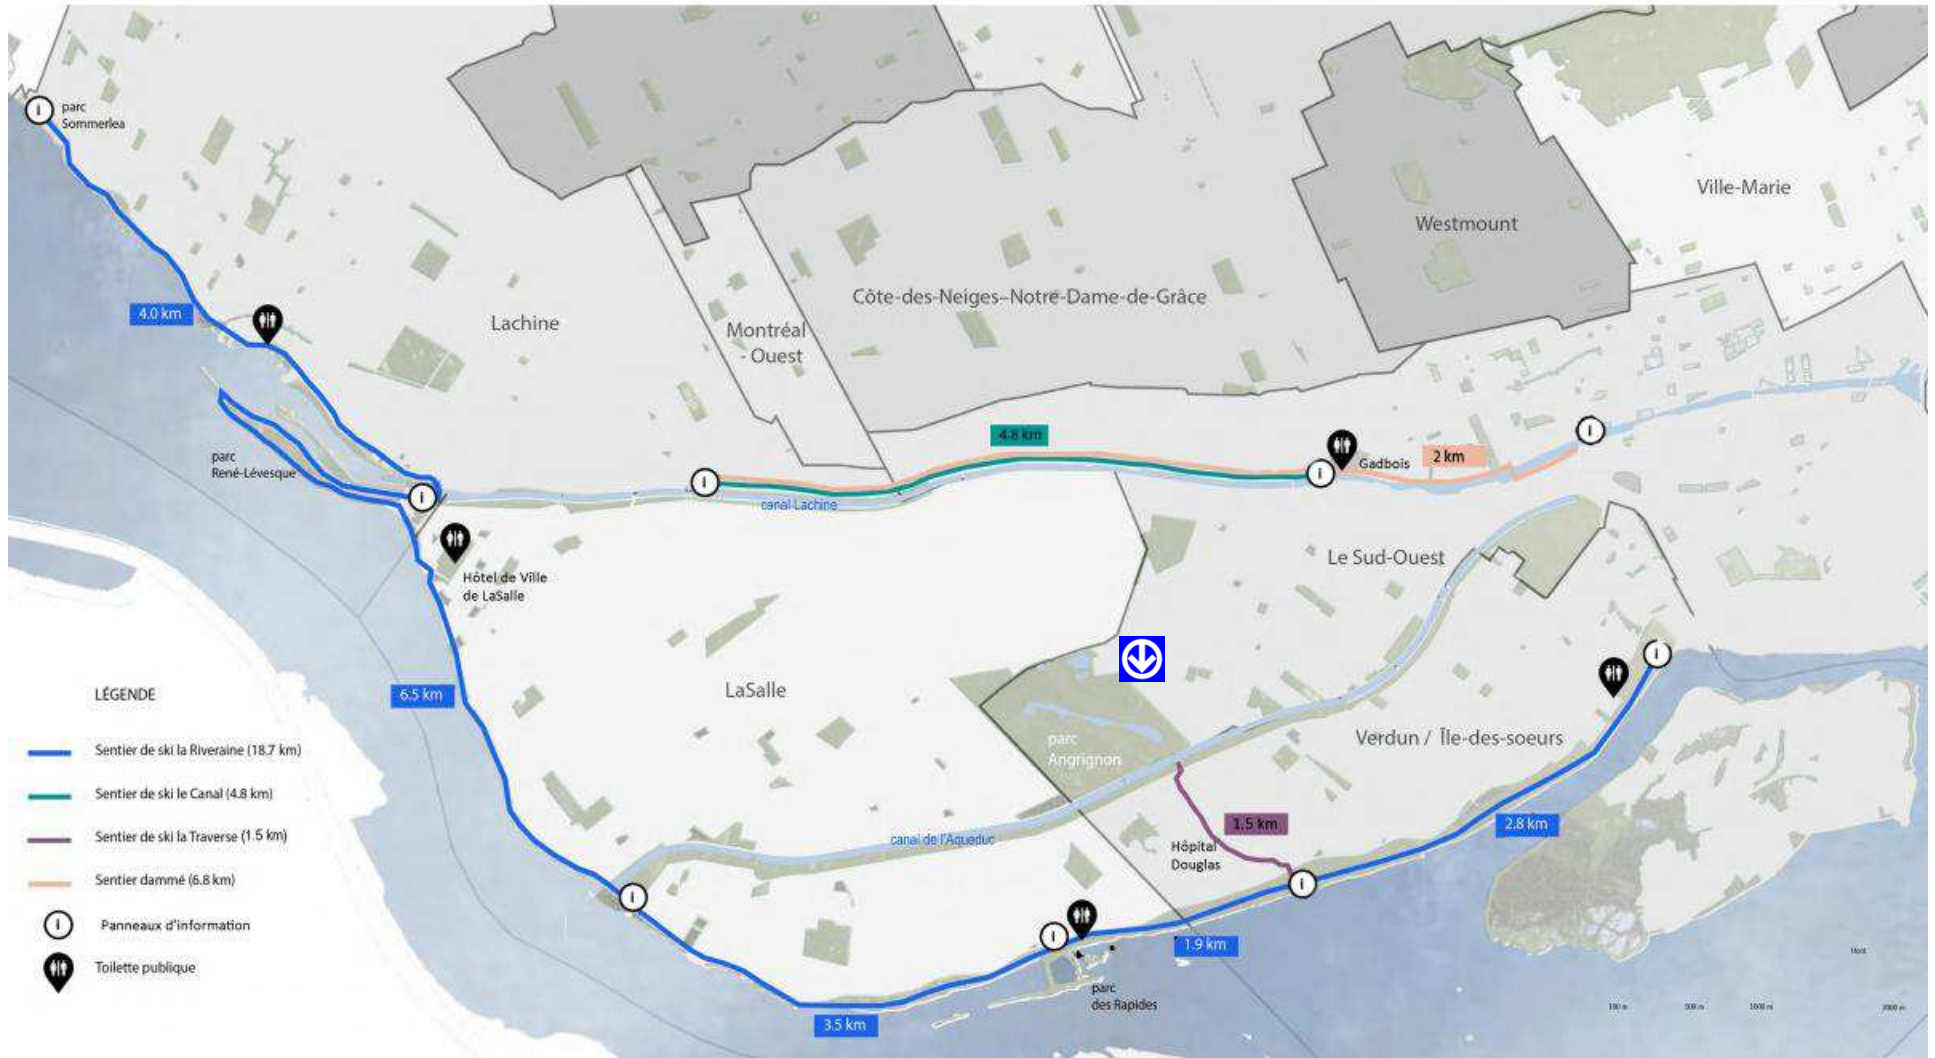 parc
Sommerlea
Ville-Marie
Westmount
4.0 km
Lachine
Montréal
- Ouest
Côte-des-Neiges–Notre-Dame-de-Grâce
parc
René-Lévesque
4.8 km
Gadbois
2 km
canal Lachine
Hôtel de Ville
de LaSalle
Le Sud-Ouest
6.5 km
LaSalle
parc
Angrignon
Verdun / Île-des-soeurs
LÉGENDE
Sentier de ski la Riveraine (18.7 km)
Sentier de ski le Canal (4.8 km)
Sentier de ski la Traverse (1.5 km)
Sentier dammé (6.8 km)
Panneaux d'information
Toilette publique
canal de l'Aqueduc
1.5 km
Hôpital
Douglas
2.8 km
1.9 km
parc
des Rapides
3.5 km
500 m
1000 m